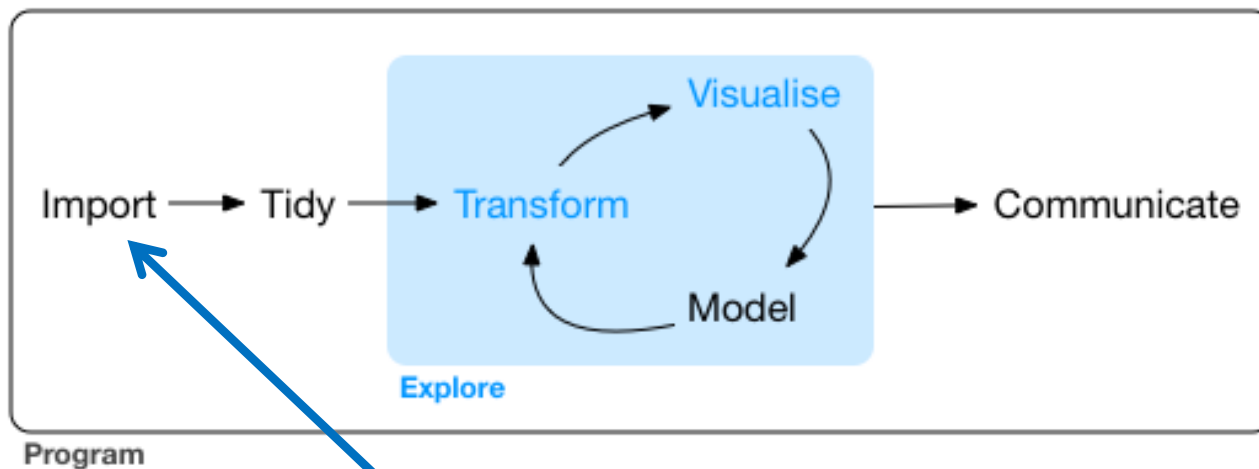 Visualise
Import
Tidy
Transform
Communicate
Model
Explore
Program